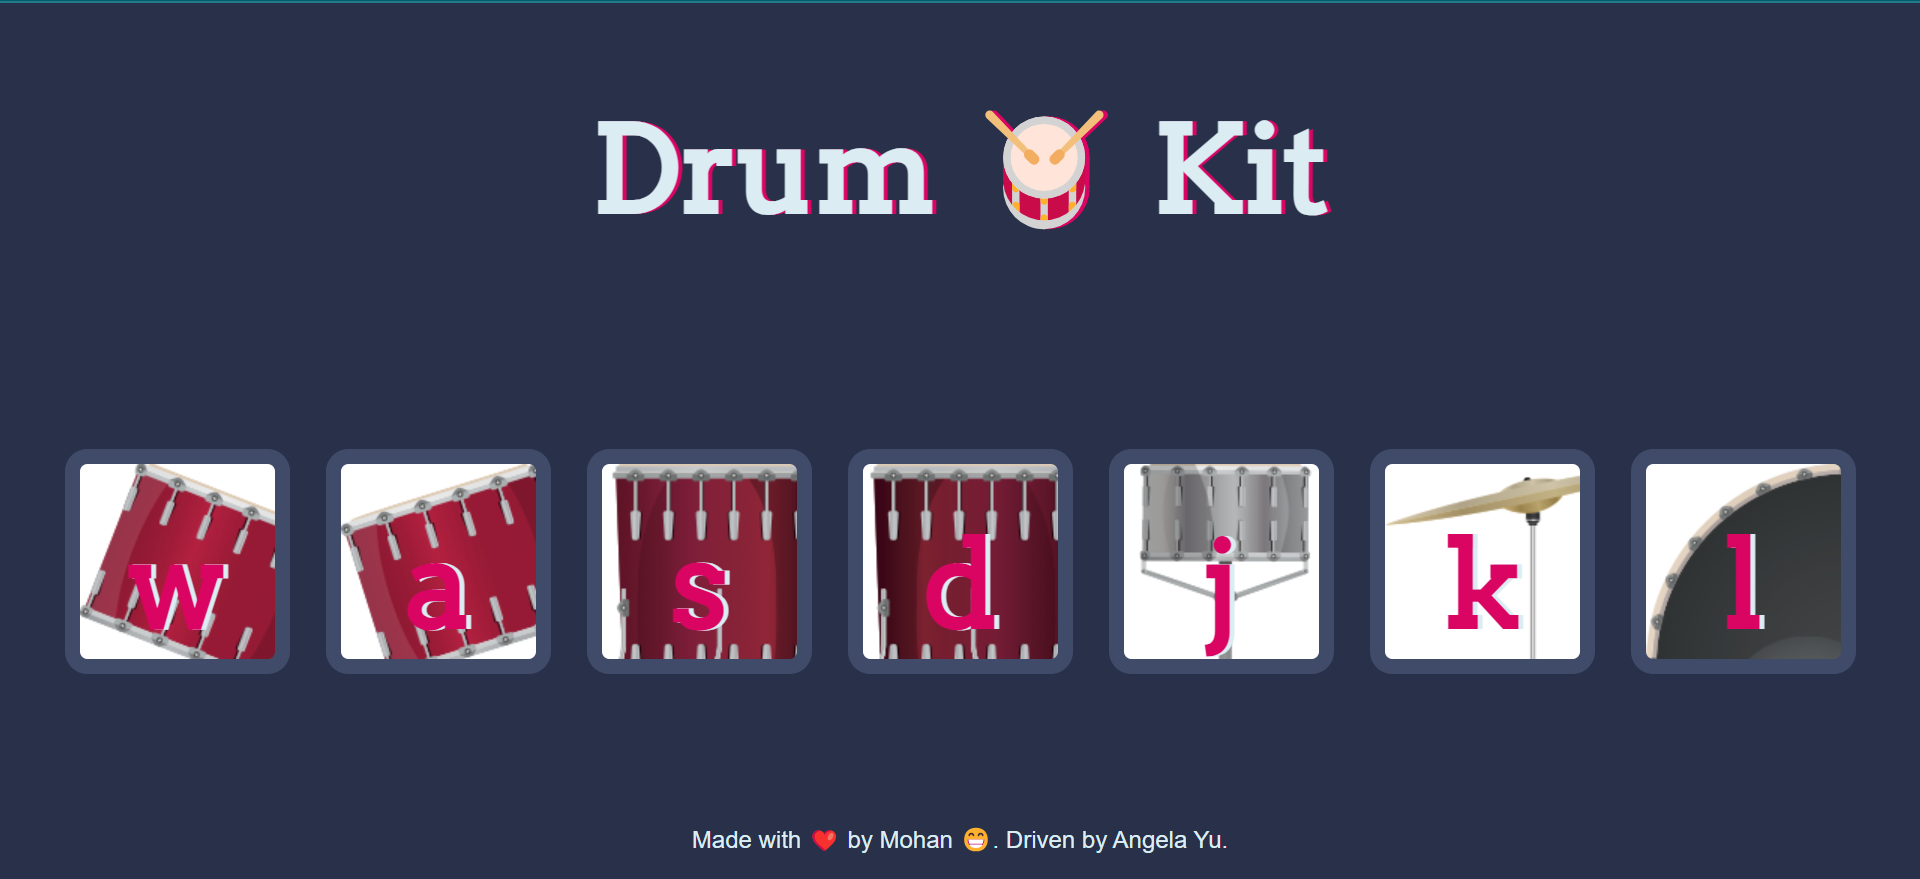 Drum 🥁 Kit
w a s d j k l
Made with ❤️ by Mohan 😁. Driven by Angela Yu.